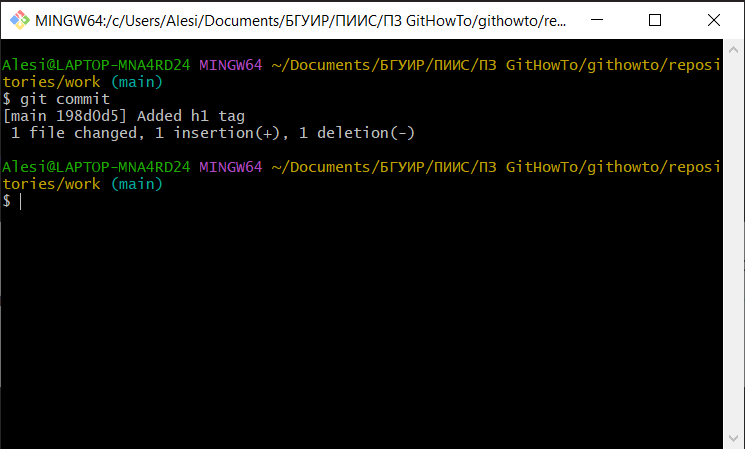 MINGW64:/c/Users/Alesi/Documents/БГУИР/ПИИС/ПЗ GitHowTo/githowto/re...
Alesi@LAPTOP-MNA4RD24 MINGW64 ~/Documents/БГУИР/ПИИС/ПЗ GitHowTo/githowto/reposi
tories/work (main)
$ git commit
[main 198d0d5] Added h1 tag
 1 file changed, 1 insertion(+), 1 deletion(-)
Alesi@LAPTOP-MNA4RD24 MINGW64 ~/Documents/БГУИР/ПИИС/ПЗ GitHowTo/githowto/reposi
tories/work (main)
$